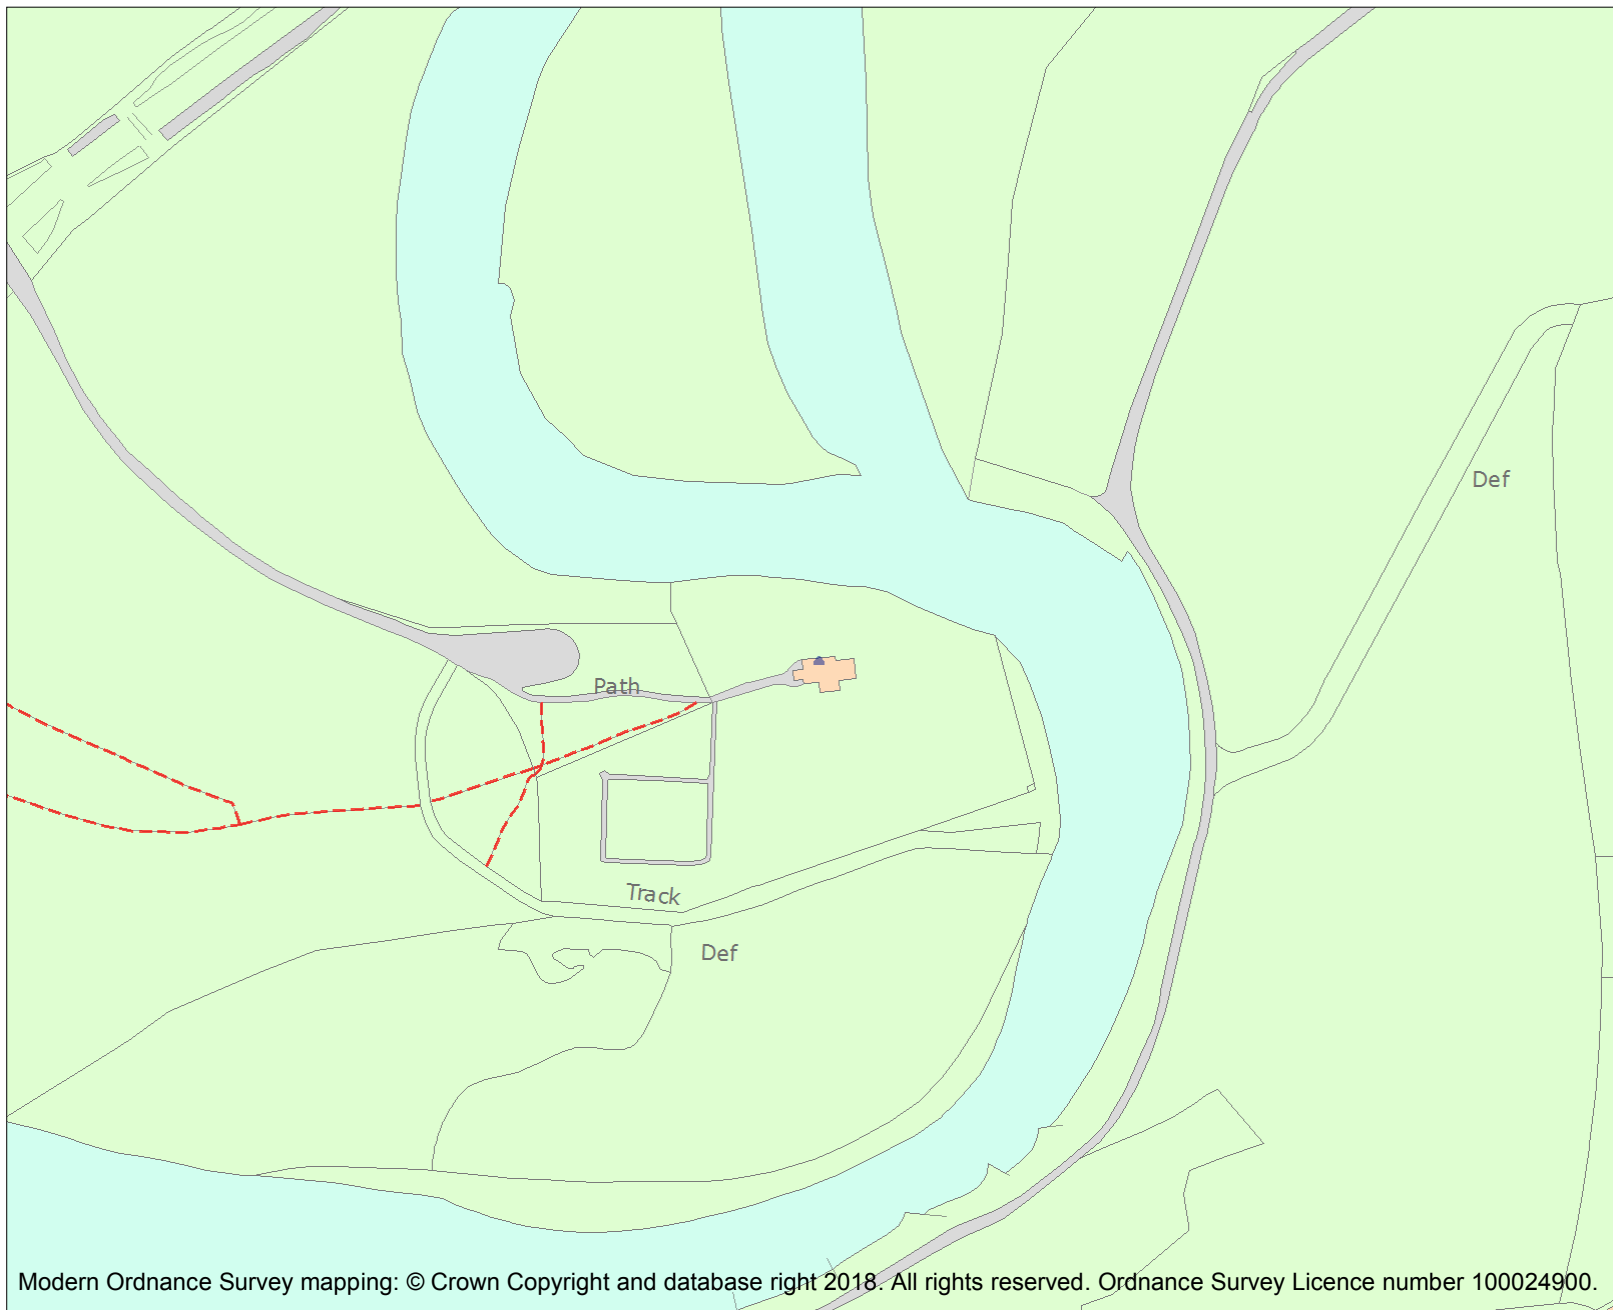 Def
Path
Track
Def
Modern Ordnance Survey mapping: © Crown Copyright and database right 2018. All rights reserved. Ordnance Survey Licence number 100024900.